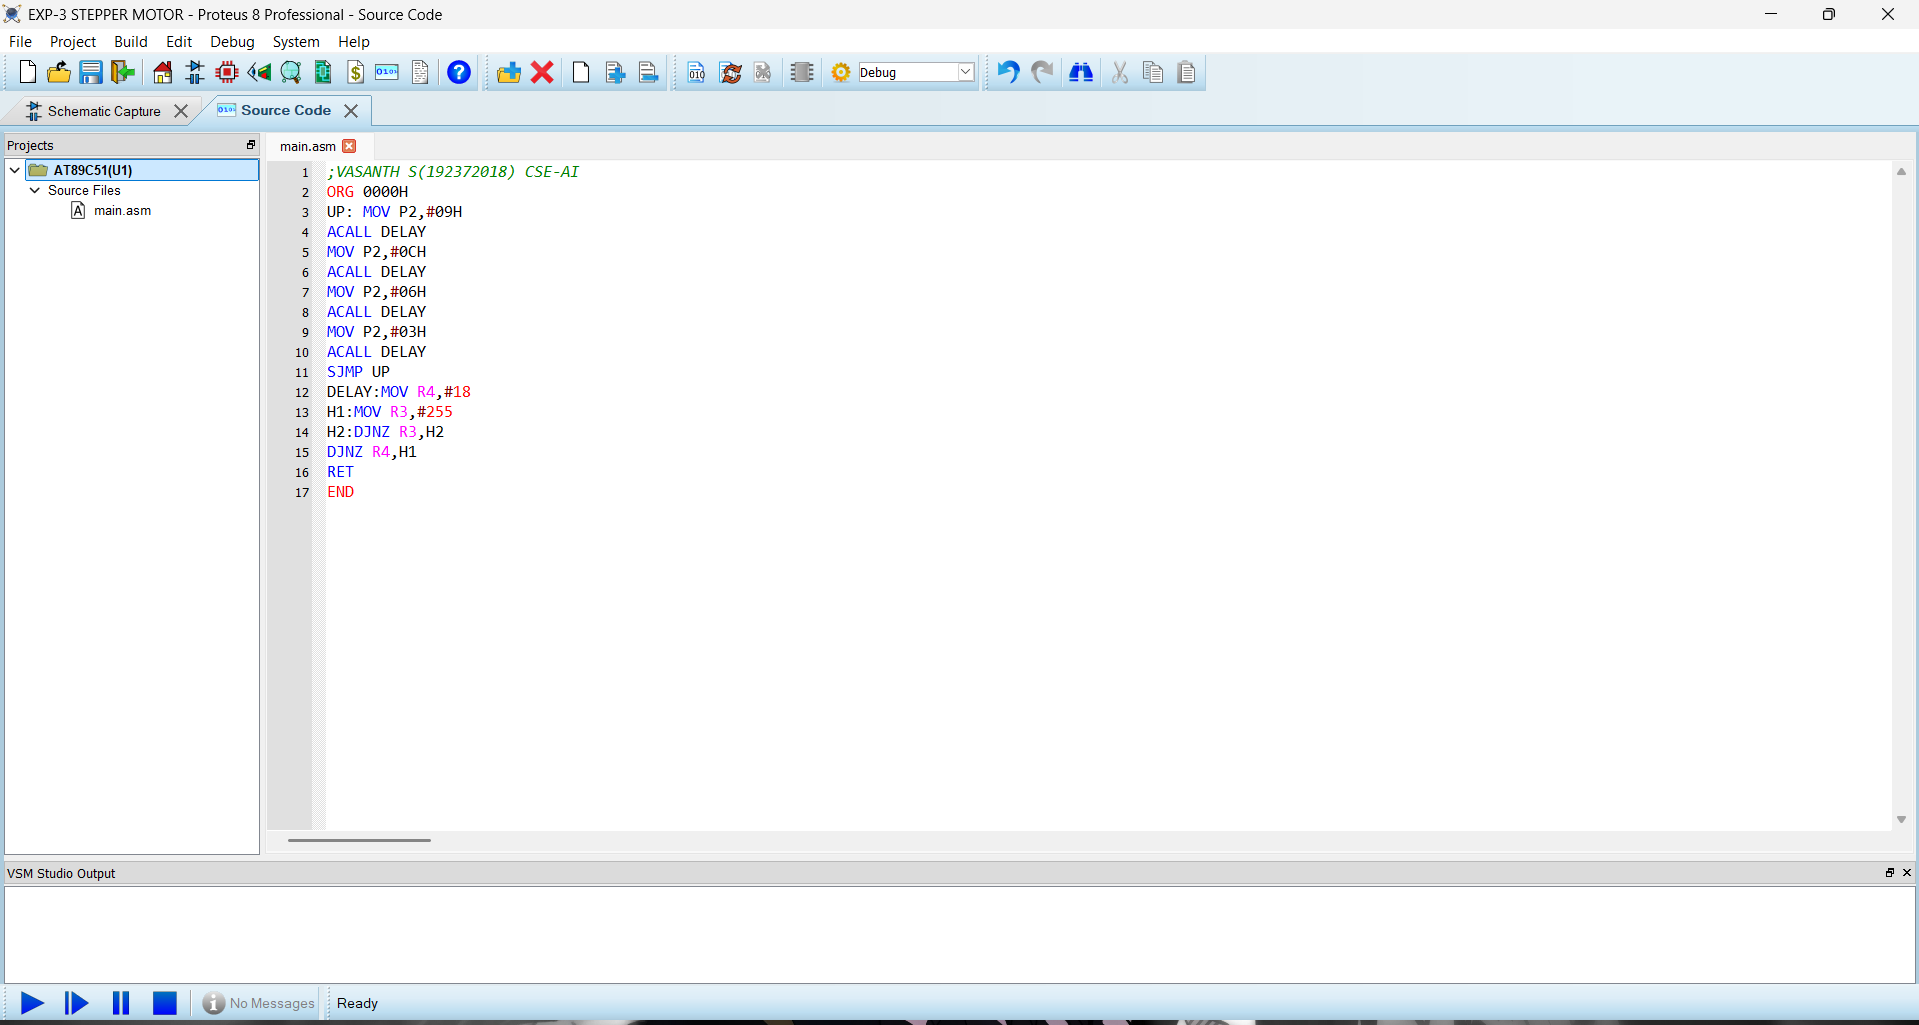 EXP-3 STEPPER MOTOR - Proteus 8 Professional - Source Code
File Project Build Edit Debug System Help
Debug
Schematic Capture
Source Code
Projects
AT89C51(U1)
Source Files
main.asm
main.asm
1 ;VASANTH S(192372018) CSE-AI
2 ORG 0000H
3 UP: MOV P2,#09H
4 ACALL DELAY
5 MOV P2,#0CH
6 ACALL DELAY
7 MOV P2,#06H
8 ACALL DELAY
9 MOV P2,#03H
10 ACALL DELAY
11 SJMP UP
12 DELAY:MOV R4,#18
13 H1:MOV R3,#255
14 H2:DJNZ R3,H2
15 DJNZ R4,H1
16 RET
17 END
VSM Studio Output
No Messages
Ready